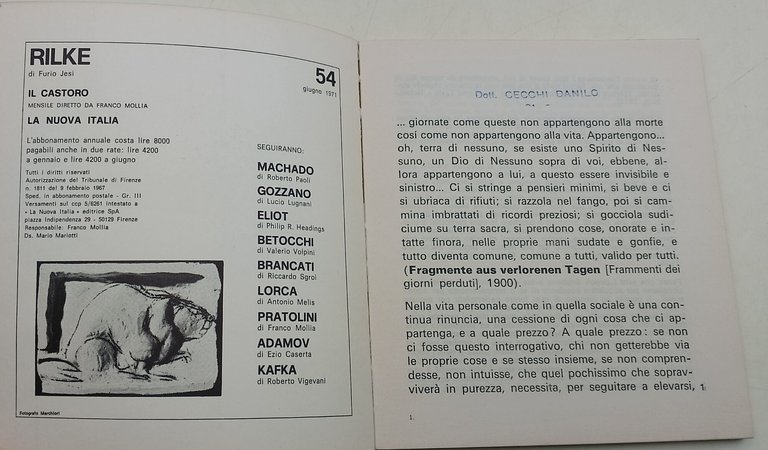 RILKE
di Furio Jesi
54
giugno 1971
IL CASTORO
MENSILE DIRETTO DA FRANCO MOLLIA
LA NUOVA ITALIA
L'abbonamento annuale costa lire 8000
pagabili anche in due rate: lire 4200
a gennaio e lire 4200 a giugno
Tutti i diritti riservati
Autorizzazione del Tribunale di Firenze
n. 1811 del 9 febbraio 1967
Sped. in abbonamento postale - Gr. III
Versamenti sul ccp 5/6261 intestato a
« La Nuova Italia » editrice SpA
piazza Indipendenza 29 - 50129 Firenze
Responsabile: Franco Mollia
Ds. Mario Mariotti
SEGUIRANNO:
MACHADO
di Roberto Paoli
GOZZANO
di Lucio Lugnani
ELIOT
di Philip R. Headings
BETOCCHI
di Valerio Volpini
BRANCATI
di Riccardo Sgroi
LORCA
di Antonio Melis
PRATOLINI
di Franco Mollia
ADAMOV
di Ezio Caserta
KAFKA
di Roberto Vigevani
Fotografo Marchiori
Dott. CECCHI DANILO
... giornate come queste non appartengono alla morte
così come non appartengono alla vita. Appartengono...
oh, terra di nessuno, se esiste uno Spirito di Nes-
suno, un Dio di Nessuno sopra di voi, ebbene, al-
lora appartengono a lui, a questo essere invisibile e
sinistro... Ci si stringe a pensieri minimi, si beve e ci
si ubriaca di rifiuti; si razzola nel fango, poi si cam-
mina imbrattati di ricordi preziosi; si gocciola sudi-
ciume su terra sacra, si prendono cose, onorate e in-
tatte finora, nelle proprie mani sudate e gonfie, e
tutto diventa comune, comune a tutti, valido per tutti.
(Fragmente aus verlorenen Tagen [Frammenti dei
giorni perduti], 1900).
Nella vita personale come in quella sociale è una con-
tinua rinuncia, una cessione di ogni cosa che ci ap-
partenga, e a quale prezzo? A quale prezzo: se non
ci fosse questo interrogativo, chi non getterebbe via
le proprie cose e se stesso insieme, se non compren-
desse, non intuisse, che quel pochissimo che soprav-
viverà in purezza, necessita, per seguitare a elevarsi, 1
1.